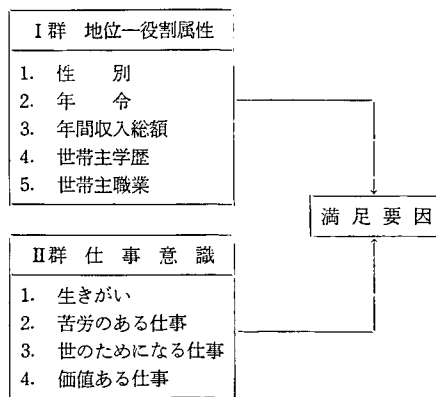 I群 地位一役割属性
1. 性 別
2. 年 令
3. 年間収入総額
4. 世帯主学歴
5. 世帯主職業
満足要因
II群 仕事意識
1. 生きがい
2. 苦労のある仕事
3. 世のためになる仕事
4. 価値ある仕事